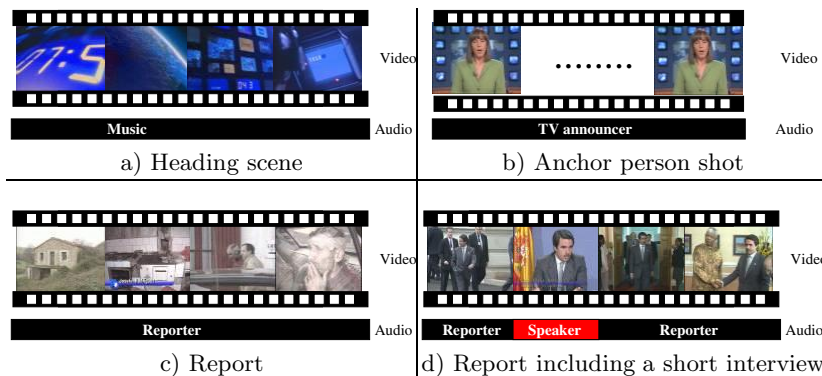 07:5
Video
Music
Audio
a) Heading scene
Video
TV announcer
Audio
b) Anchor person shot
Video
Reporter
Audio
c) Report
Video
Reporter Speaker Reporter
Audio
d) Report including a short interview